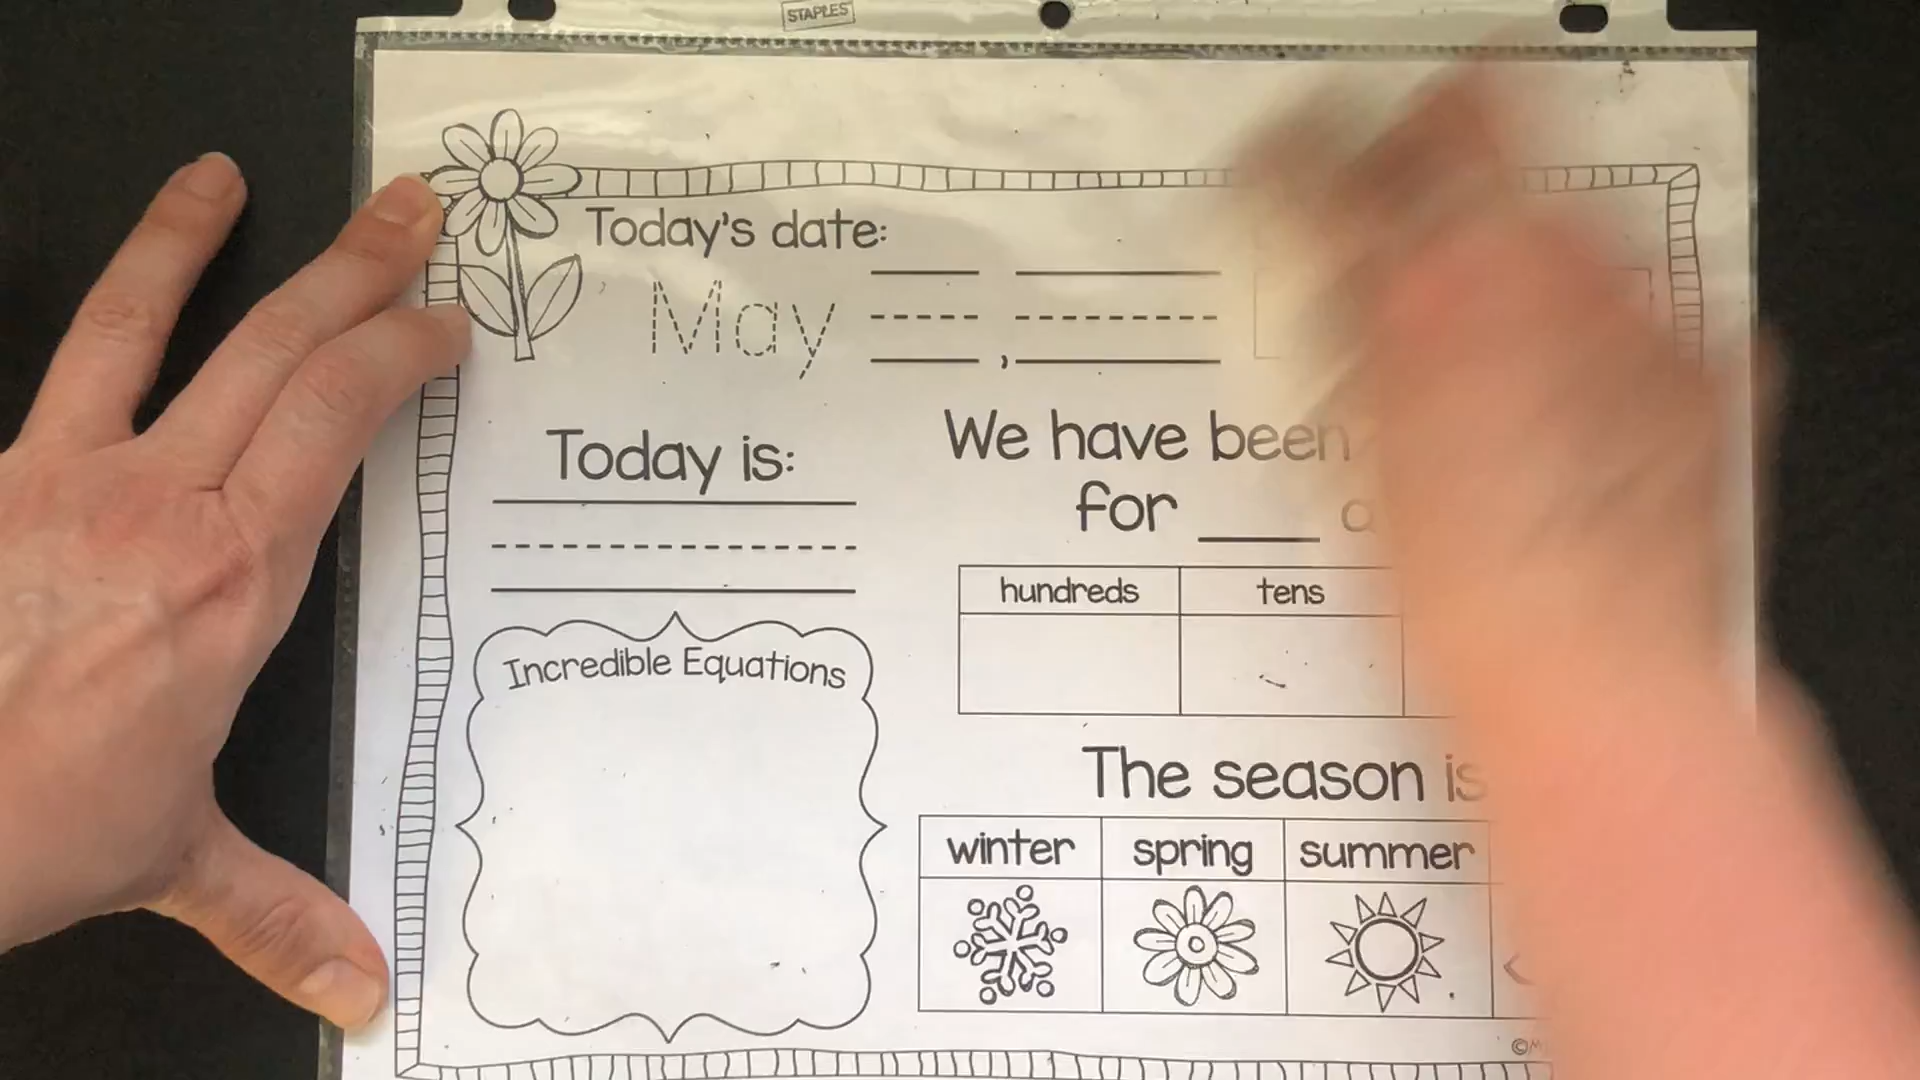 STAPLES
Today's date:
May ,
Today is:
We have been
for
hundreds tens
Incredible Equations
The season is
winter spring summer
©M